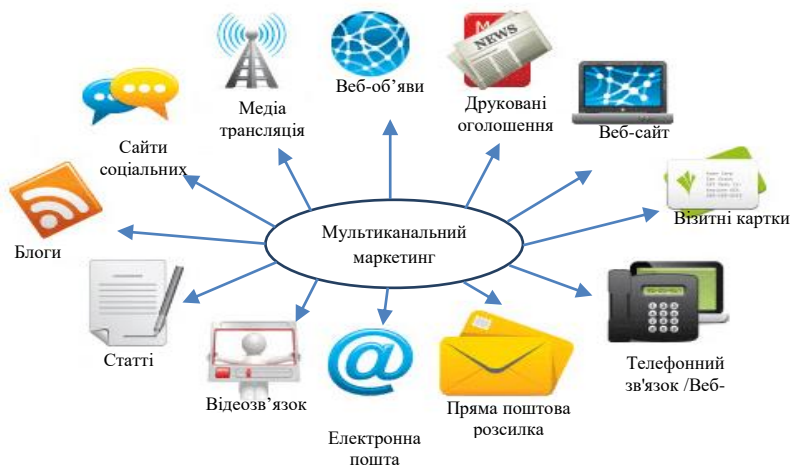 NEWS
Медіа
трансляція
Веб-об’яви
Друковані
оголошення
Веб-сайт
Сайти
соціальних
Візитні картки
Блоги
Мультиканальний
маркетинг
Статті
Відеозв’язок
Електронна
пошта
Пряма поштова
розсилка
Телефонний
зв'язок /Веб-